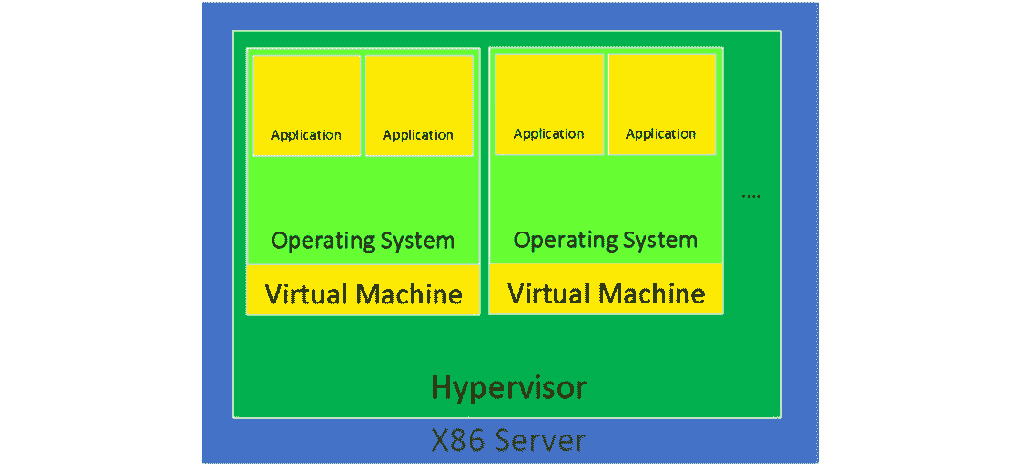 Application Application Application Application
....
Operating System Operating System
Virtual Machine Virtual Machine
Hypervisor
X86 Server